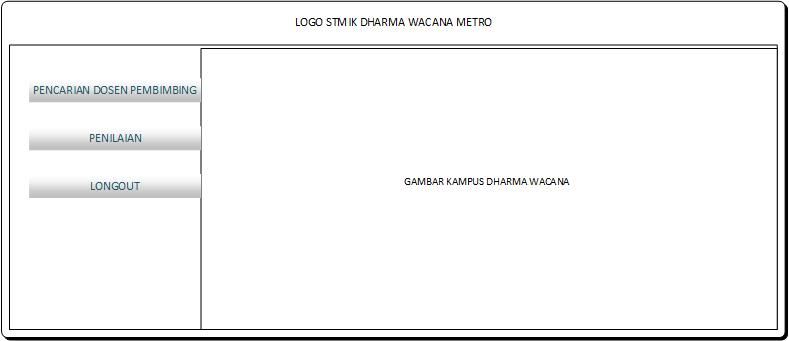 LOGO STMIK DHARMA WACANA METRO
PENCARIAN DOSEN PEMBIMBING
PENILAIAN
LONGOUT
GAMBAR KAMPUS DHARMA WACANA